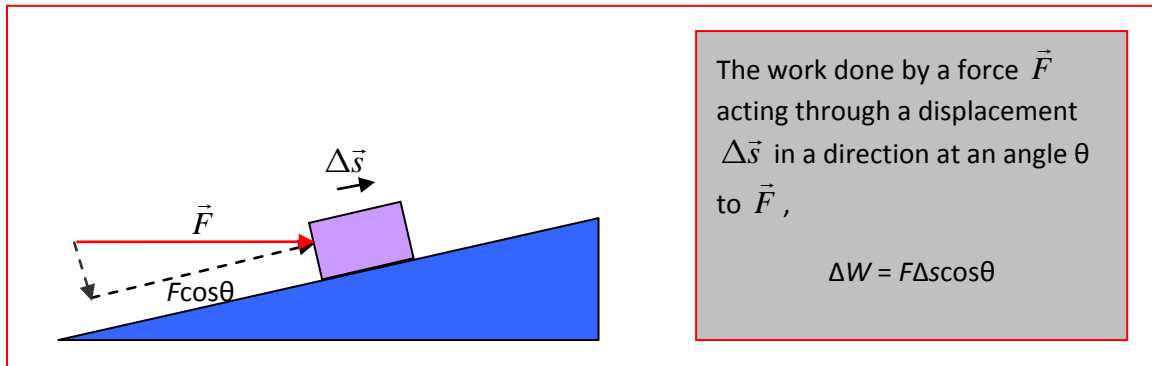 Δs⃗
F⃗
Fcosθ
The work done by a force F⃗
acting through a displacement
Δs⃗ in a direction at an angle θ
to F⃗ ,
ΔW = FΔscosθ